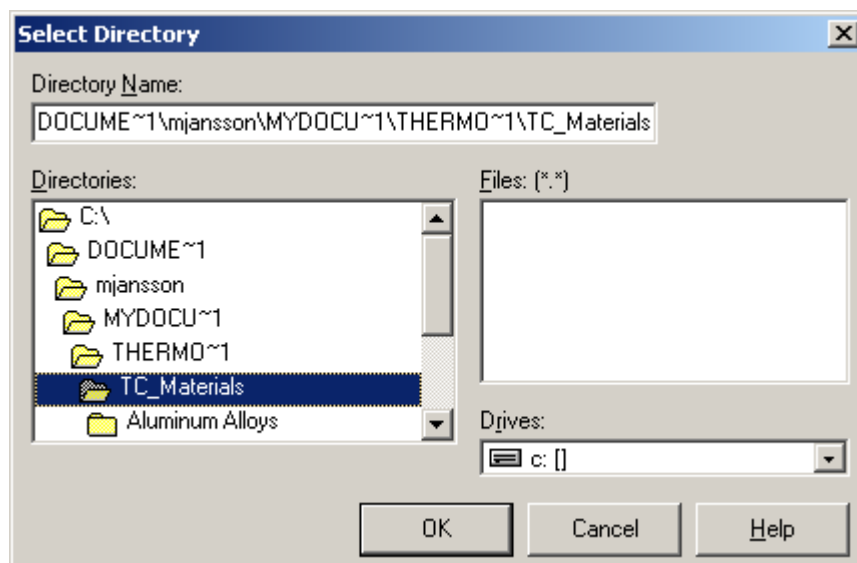 Select Directory
Directory Name:
DOCUME~1\mjansson\MYDOCU~1\THERMO~1\TC_Materials
Directories:
C:\
DOCUME~1
mjansson
MYDOCU~1
THERMO~1
TC_Materials
Aluminum Alloys
Files: (*.*)
Drives:
c: []
OK
Cancel
Help